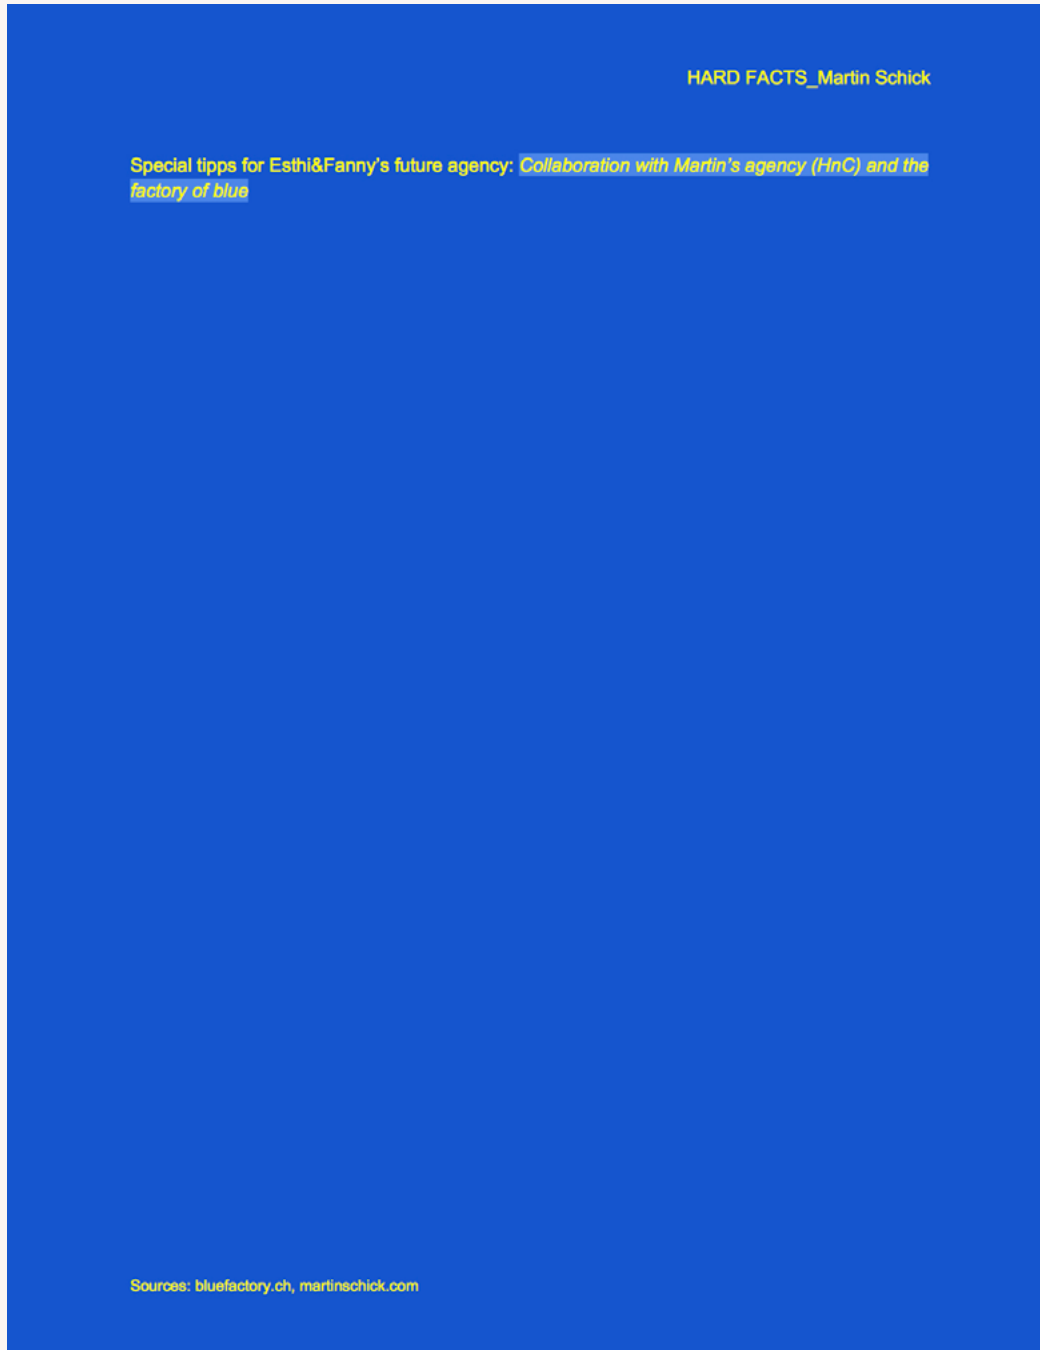 HARD FACTS_Martin Schick
Special tipps for Esthi&Fanny’s future agency: Collaboration with Martin’s agency (HnC) and the
factory of blue
Sources: bluefactory.ch, martinschick.com